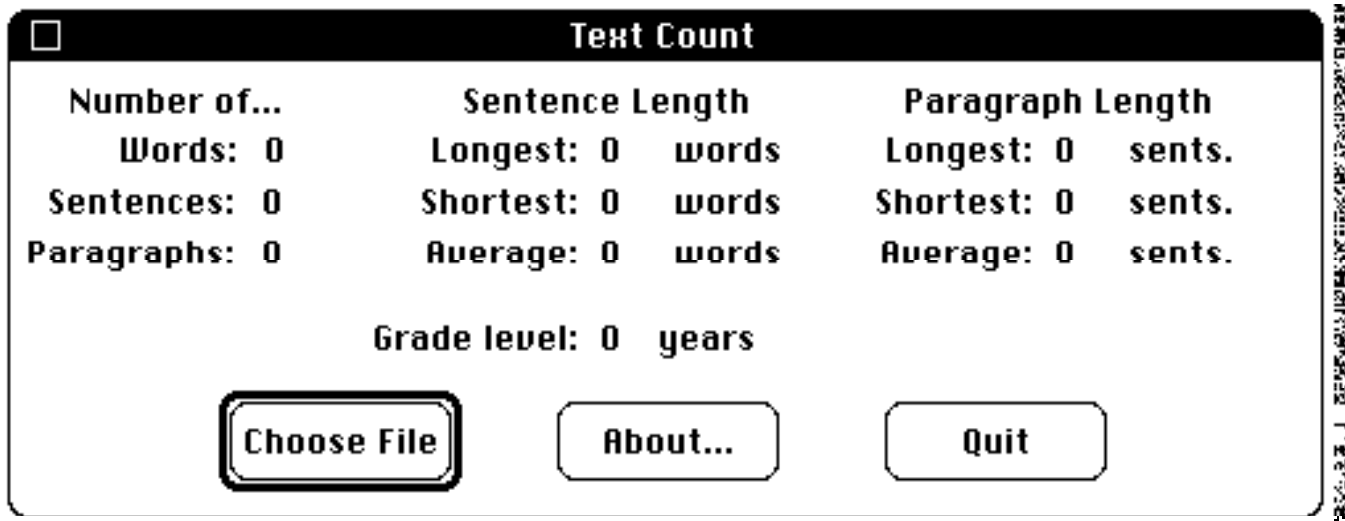 Text Count
Number of... Sentence Length Paragraph Length
Words: 0 Longest: 0 words Longest: 0 sents.
Sentences: 0 Shortest: 0 words Shortest: 0 sents.
Paragraphs: 0 Average: 0 words Average: 0 sents.
Grade level: 0 years
Choose File About... Quit